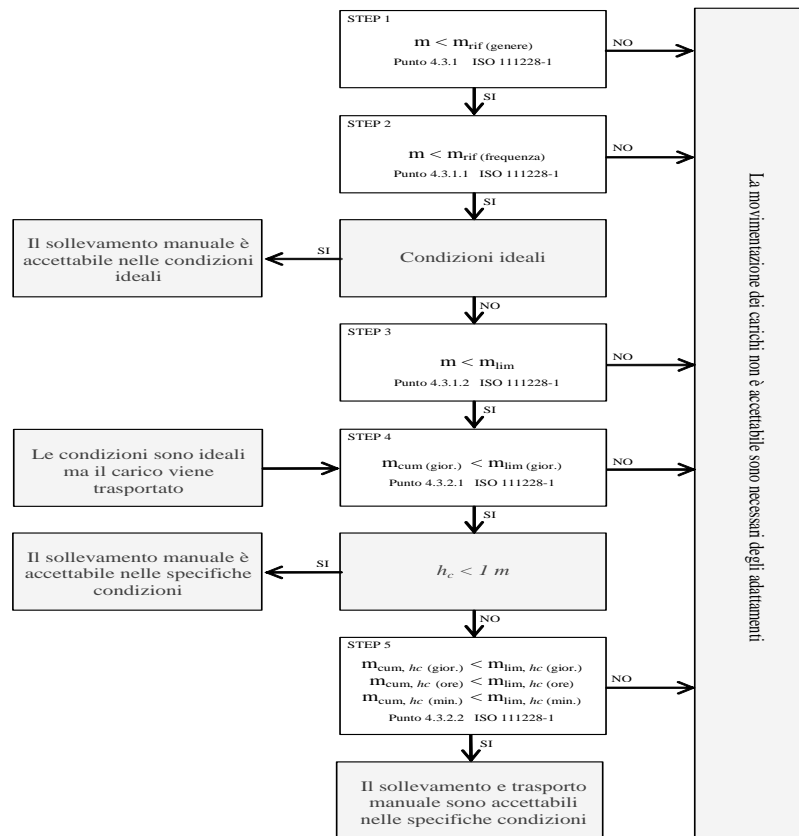 STEP 1
m < m rif (genere)
Punto 4.3.1 ISO 111228-1
NO
SI
STEP 2
m < m rif (frequenza)
Punto 4.3.1.1 ISO 111228-1
NO
SI
Il sollevamento manuale è
accettabile nelle condizioni
ideali
SI
Condizioni ideali
NO
STEP 3
m < m lim
Punto 4.3.1.2 ISO 111228-1
NO
SI
Le condizioni sono ideali
ma il carico viene
trasportato
STEP 4
m cum (gior.) < m lim (gior.)
Punto 4.3.2.1 ISO 111228-1
NO
SI
Il sollevamento manuale è
accettabile nelle specifiche
condizioni
SI
h c < 1 m
NO
STEP 5
m cum, hc (gior.) < m lim, hc (gior.)
m cum, hc (ore) < m lim, hc (ore)
m cum, hc (min.) < m lim, hc (min.)
Punto 4.3.2.2 ISO 111228-1
NO
SI
Il sollevamento e trasporto
manuale sono accettabili
nelle specifiche condizioni
La movimentazione dei carichi non è accettabile sono necessari degli adattamenti